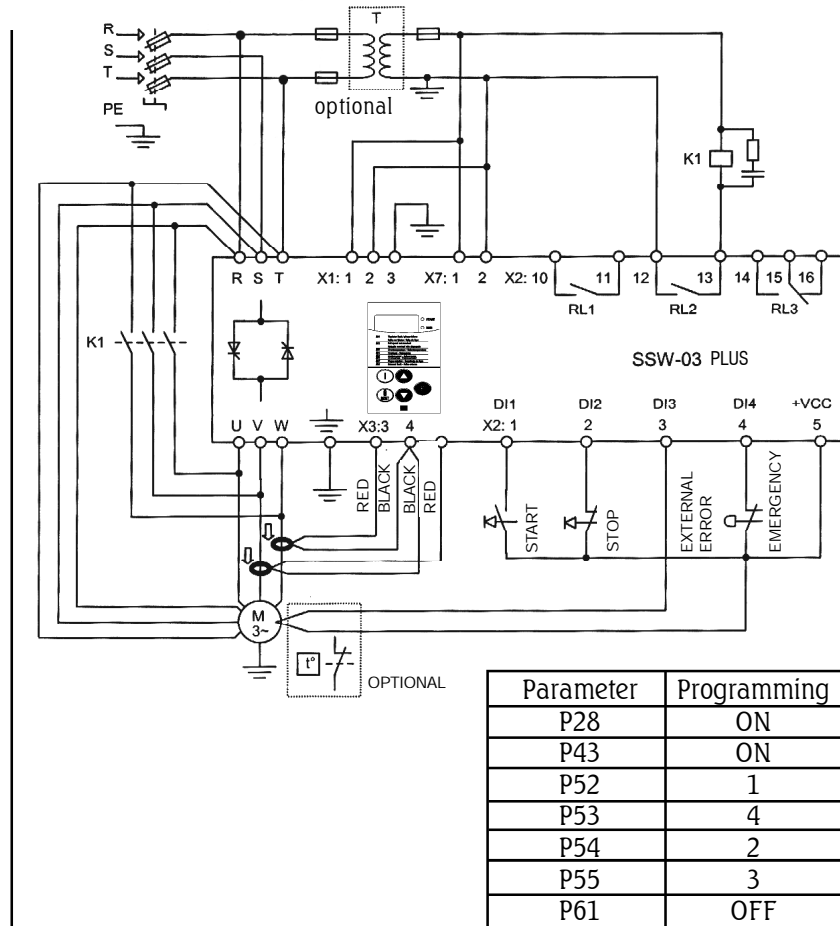 T
R
S
T
PE
optional
K1
R S T X1: 1 2 3 X7: 1 2 X2: 10 11 12 13 14 15 16
RL1 RL2 RL3
K1
SSW-03 PLUS
DI1 DI2 DI3 DI4 +VCC
U V W X3:3 4 X2: 1 2 3 4 5
RED
BLACK
BLACK
RED
START
STOP
EXTERNAL
ERROR
EMERGENCY
M
3~
t°
OPTIONAL
Parameter Programming
P28 ON
P43 ON
P52 1
P53 4
P54 2
P55 3
P61 OFF